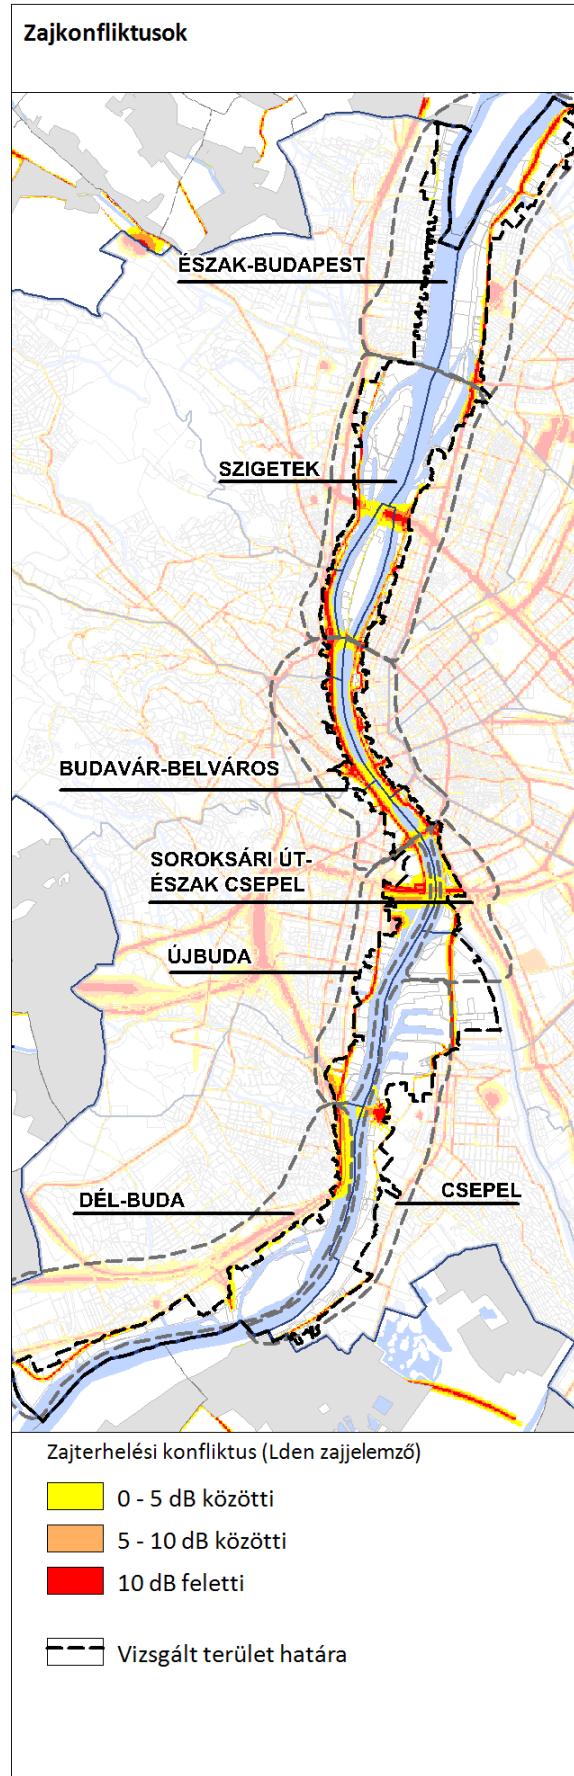 Zajkonfliktusok
ÉSZAK-BUDAPEST
SZIGETEK
BUDAVÁR-BELVÁROS
SOROKSÁRI ÚT-
ÉSZAK CSEPEL
ÚJBUDA
DÉL-BUDA
CSEPEL
Zajterhelési konfliktus (Lden zajjelemző)
0 - 5 dB közötti
5 - 10 dB közötti
10 dB feletti
Vizsgált terület határa